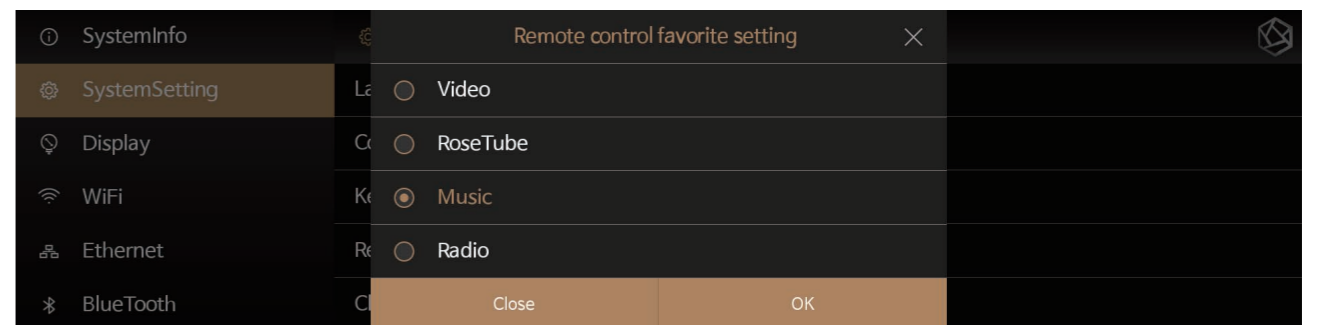 SystemInfo
Remote control favorite setting
SystemSetting
Video
Display
RoseTube
WiFi
Music
Ethernet
Radio
BlueTooth
Close
OK